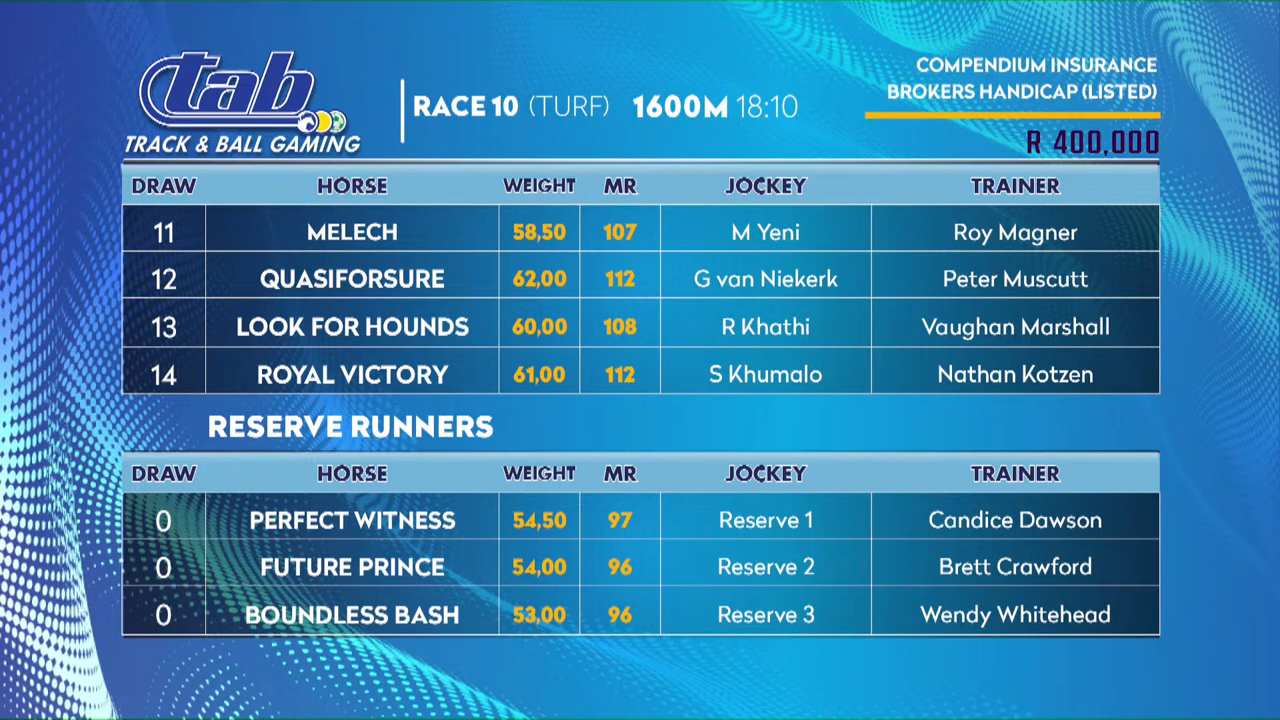 tab
TRACK & BALL GAMING
RACE 10 (TURF) 1600M 18:10
COMPENDIUM INSURANCE
BROKERS HANDICAP (LISTED)
R 400,000
DRAW HORSE WEIGHT MR JOCKEY TRAINER
11 MELECH 58,50 107 M Yeni Roy Magner
12 QUASIFORSURE 62,00 112 G van Niekerk Peter Muscutt
13 LOOK FOR HOUNDS 60,00 108 R Khathi Vaughan Marshall
14 ROYAL VICTORY 61,00 112 S Khumalo Nathan Kotzen
RESERVE RUNNERS
DRAW HORSE WEIGHT MR JOCKEY TRAINER
0 PERFECT WITNESS 54,50 97 Reserve 1 Candice Dawson
0 FUTURE PRINCE 54,00 96 Reserve 2 Brett Crawford
0 BOUNDLESS BASH 53,00 96 Reserve 3 Wendy Whitehead